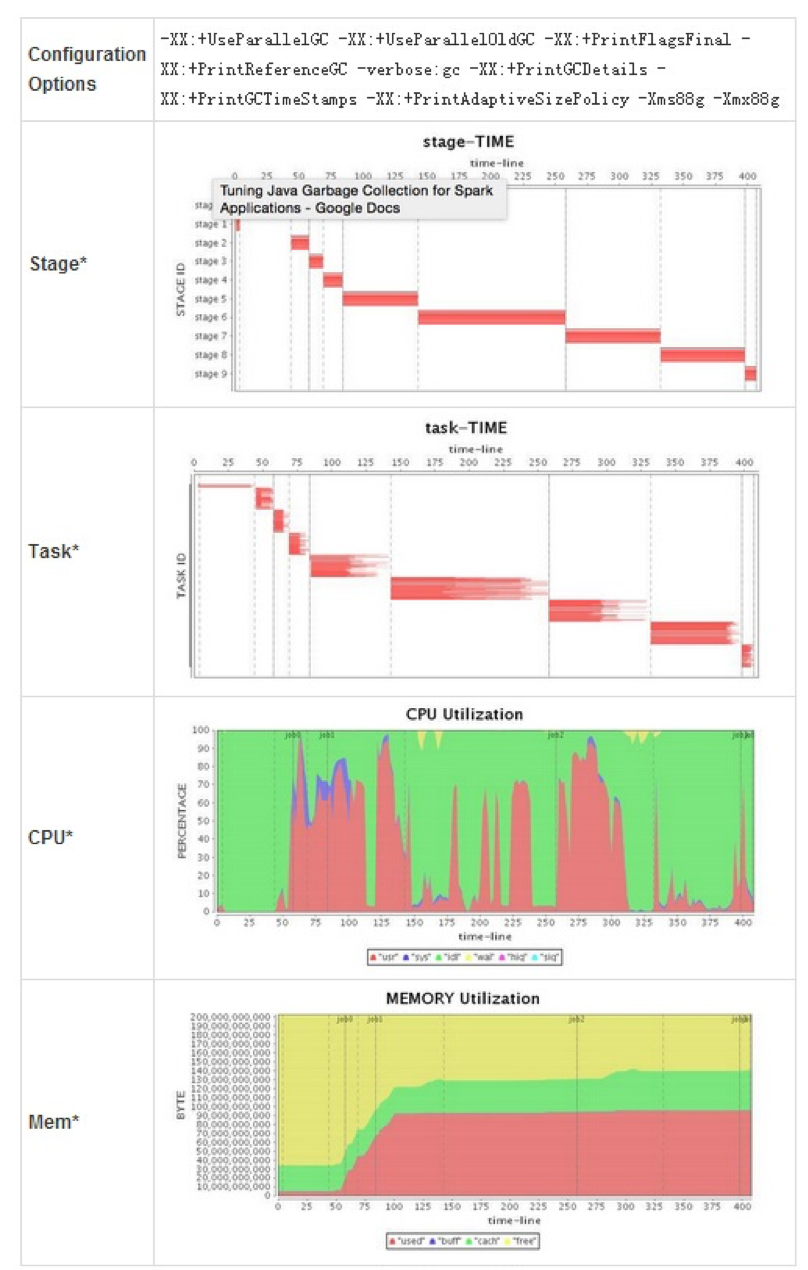 Configuration Options
-XX:+UseParallelGC -XX:+UseParallelOldGC -XX:+PrintFlagsFinal -
XX:+PrintReferenceGC -verbose:gc -XX:+PrintGCDetails -
XX:+PrintGCTimeStamps -XX:+PrintAdaptiveSizePolicy -Xms88g -Xmx88g
Stage*
stage-TIME
time-line
0 25 50 75 100 125 150 175 200 225 250 275 300 325 350 375 400
Tuning Java Garbage Collection for Spark
Applications - Google Docs
STAGE ID
stage 1
stage 2
stage 3
stage 4
stage 5
stage 6
stage 7
stage 8
stage 9
Task*
task-TIME
time-line
0 25 50 75 100 125 150 175 200 225 250 275 300 325 350 375 400
TASK ID
CPU*
CPU Utilization
PERCENTAGE
100
90
80
70
60
50
40
30
20
10
0
job0 job1 job2
0 25 50 75 100 125 150 175 200 225 250 275 300 325 350 375 400
time-line
"usr" "sys" "idl" "wai" "hiq" "siq"
Mem*
MEMORY Utilization
BYTE
200,000,000,000
190,000,000,000
180,000,000,000
170,000,000,000
160,000,000,000
150,000,000,000
140,000,000,000
130,000,000,000
120,000,000,000
110,000,000,000
100,000,000,000
90,000,000,000
80,000,000,000
70,000,000,000
60,000,000,000
50,000,000,000
40,000,000,000
30,000,000,000
20,000,000,000
10,000,000,000
0
job0 job1 job2
0 25 50 75 100 125 150 175 200 225 250 275 300 325 350 375 400
time-line
"used" "buff" "cach" "free"